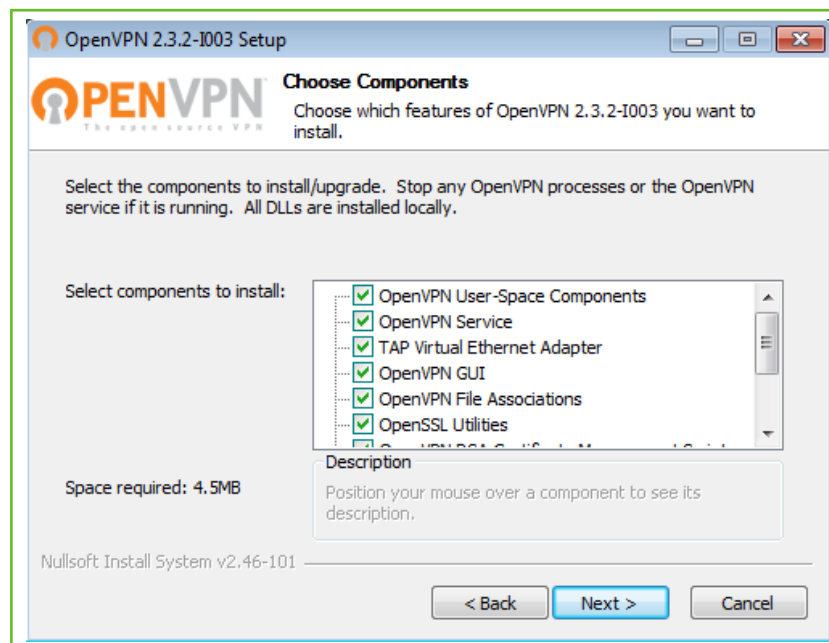 OpenVPN 2.3.2-I003 Setup
OPENVPN
The open source VPN
Choose Components
Choose which features of OpenVPN 2.3.2-I003 you want to
install.
Select the components to install/upgrade. Stop any OpenVPN processes or the OpenVPN
service if it is running. All DLLs are installed locally.
Select components to install:
OpenVPN User-Space Components
OpenVPN Service
TAP Virtual Ethernet Adapter
OpenVPN GUI
OpenVPN File Associations
OpenSSL Utilities
Space required: 4.5MB
Description
Position your mouse over a component to see its
description.
Nullsoft Install System v2.46-101
< Back
Next >
Cancel